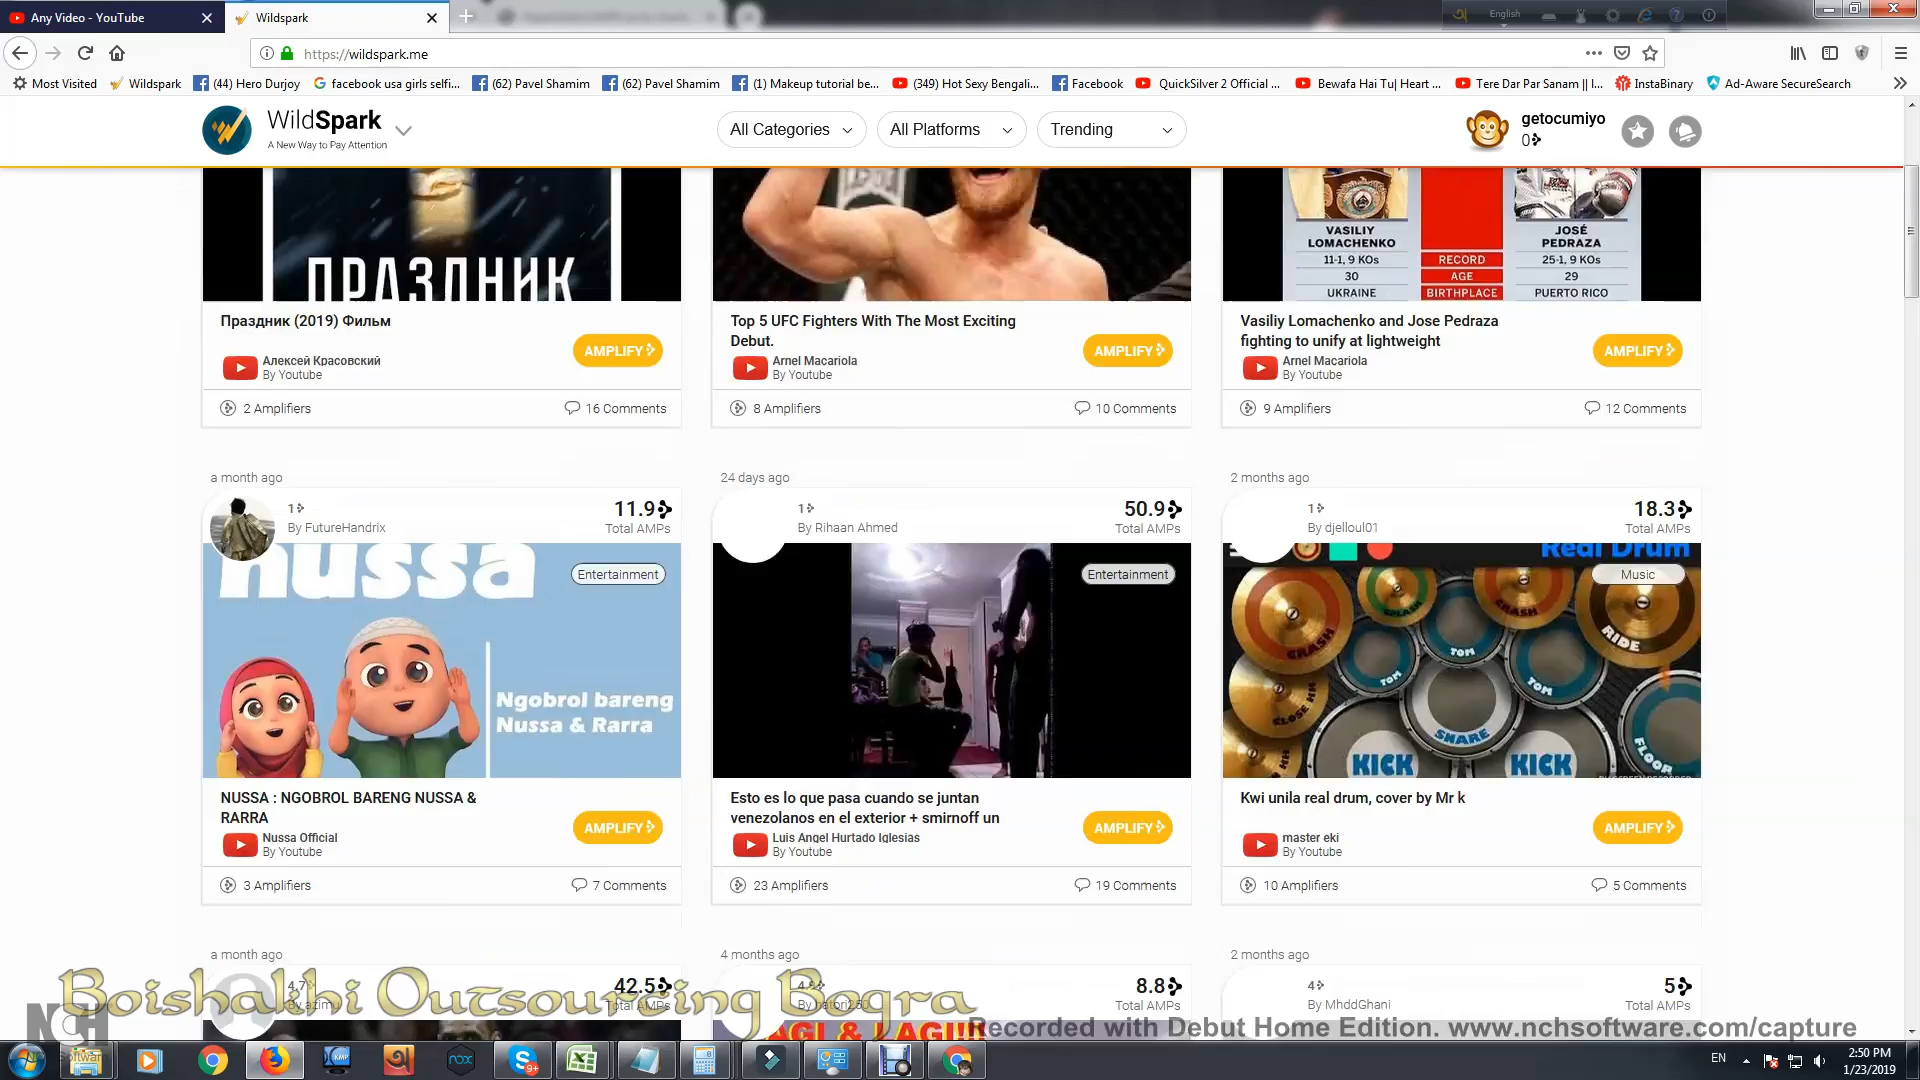 Any Video - YouTube
Wildspark
English
https://wildspark.me
Most Visited
Wildspark
(44) Hero Durjoy
facebook usa girls selfi...
(62) Pavel Shamim
(62) Pavel Shamim
(1) Makeup tutorial be...
(349) Hot Sexy Bengali...
Facebook
QuickSilver 2 Official ...
Bewafa Hai Tu| Heart ...
Tere Dar Par Sanam || l...
InstaBinary
Ad-Aware SecureSearch
WildSpark
A New Way to Pay Attention
All Categories
All Platforms
Trending
getocumiyo
0
ПРАЗДНИК
VASILIY
LOMACHENKO
JOSÉ
PEDRAZA
11-1, 9 KOs
RECORD
25-1, 9 KOs
30
AGE
29
UKRAINE
BIRTHPLACE
PUERTO RICO
Праздник (2019) Фильм
Алексей Красовский
By Youtube
AMPLIFY
2 Amplifiers
16 Comments
Top 5 UFC Fighters With The Most Exciting
Debut.
Arnel Macariola
By Youtube
AMPLIFY
8 Amplifiers
10 Comments
Vasiliy Lomachenko and Jose Pedraza
fighting to unify at lightweight
Arnel Macariola
By Youtube
AMPLIFY
9 Amplifiers
12 Comments
a month ago
1
By FutureHandrix
11.9
Total AMPs
nussa
Entertainment
Ngobrol bareng
Nussa & Rarra
NUSSA : NGOBROL BARENG NUSSA &
RARRA
Nussa Official
By Youtube
AMPLIFY
3 Amplifiers
7 Comments
24 days ago
1
By Rihaan Ahmed
50.9
Total AMPs
Entertainment
Esto es lo que pasa cuando se juntan
venezolanos en el exterior + smirnoff un
Luis Angel Hurtado Iglesias
By Youtube
AMPLIFY
23 Amplifiers
19 Comments
2 months ago
1
By djelloul01
18.3
Total AMPs
Real Drum
Music
CRASH
SPLASH
CRASH
RIDE
TOM
TOM
TOM
CLOSE HH
SNARE
FLOOR
KICK
KICK
Kwi unila real drum, cover by Mr k
master eki
By Youtube
AMPLIFY
10 Amplifiers
5 Comments
a month ago
4.7
By azimu
42.5
Total AMPs
4 months ago
8.8
Total AMPs
2 months ago
4
By MhddGhani
5
Total AMPs
Boishakhi Outsourcing Bogra
NCH
Software
Recorded with Debut Home Edition. www.nchsoftware.com/capture
EN
2:50 PM
1/23/2019